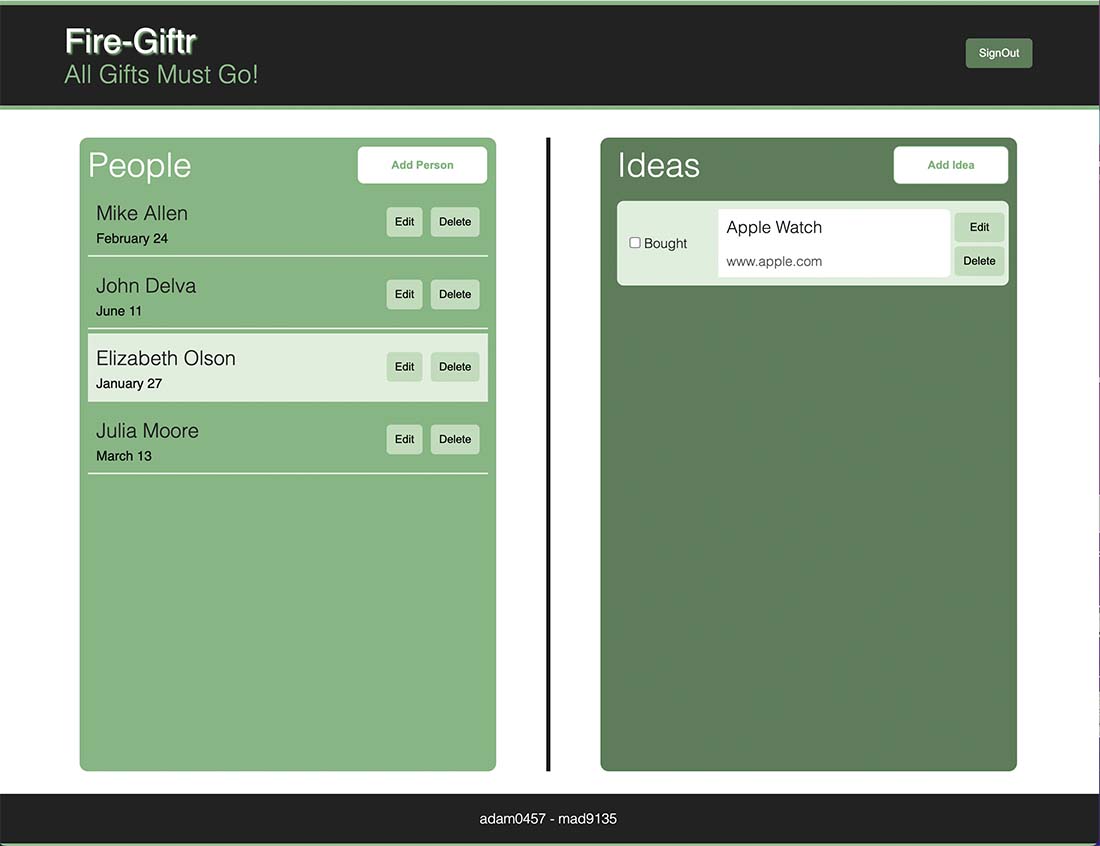 Fire-Giftr
All Gifts Must Go!
SignOut
People
Add Person
Mike Allen
February 24
Edit
Delete
John Delva
June 11
Edit
Delete
Elizabeth Olson
January 27
Edit
Delete
Julia Moore
March 13
Edit
Delete
Ideas
Add Idea
Bought
Apple Watch
www.apple.com
Edit
Delete
adam0457 - mad9135